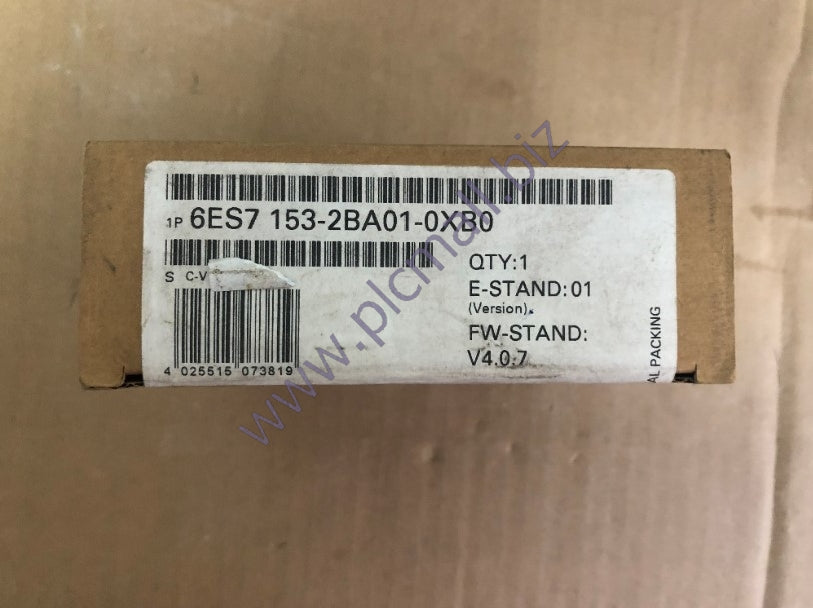 1P 6ES7 153-2BA01-0XB0
S C-V
QTY:1
E-STAND:01
(Version)
FW-STAND:
V4.0.7
4 025515 073819
AL PACKING
www.plcmall.biz